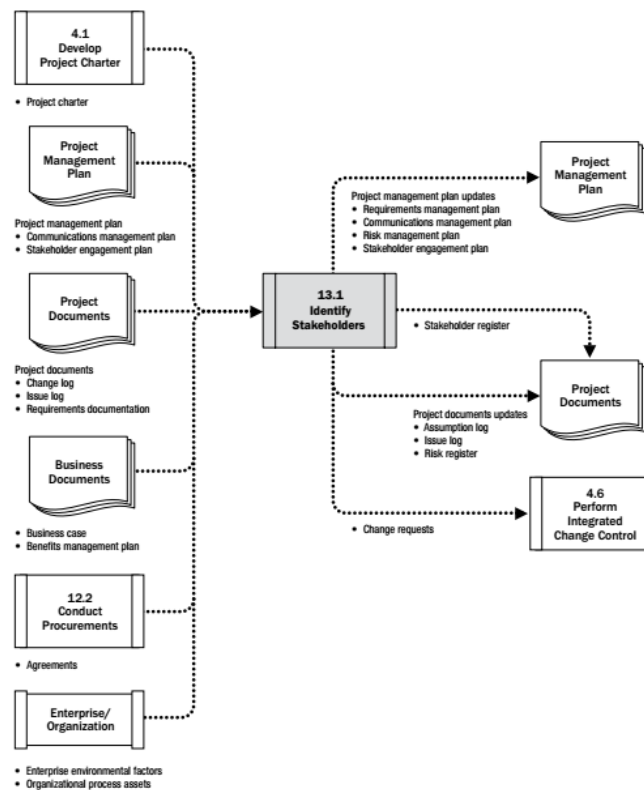 4.1
Develop
Project Charter
• Project charter
Project
Management
Plan
Project management plan
• Communications management plan
• Stakeholder engagement plan
Project
Documents
Project documents
• Change log
• Issue log
• Requirements documentation
Business
Documents
• Business case
• Benefits management plan
12.2
Conduct
Procurements
• Agreements
Enterprise/
Organization
• Enterprise environmental factors
• Organizational process assets
13.1
Identify
Stakeholders
Project management plan updates
• Requirements management plan
• Communications management plan
• Risk management plan
• Stakeholder engagement plan
Project
Management
Plan
• Stakeholder register
Project documents updates
• Assumption log
• Issue log
• Risk register
Project
Documents
• Change requests
4.6
Perform
Integrated
Change Control